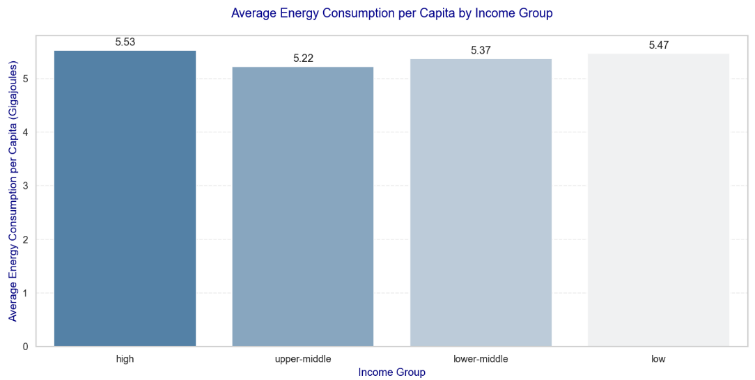 Average Energy Consumption per Capita by Income Group
Average Energy Consumption per Capita (Gigajoules)
5
4
3
2
1
0
5.53
5.22
5.37
5.47
high
upper-middle
lower-middle
low
Income Group